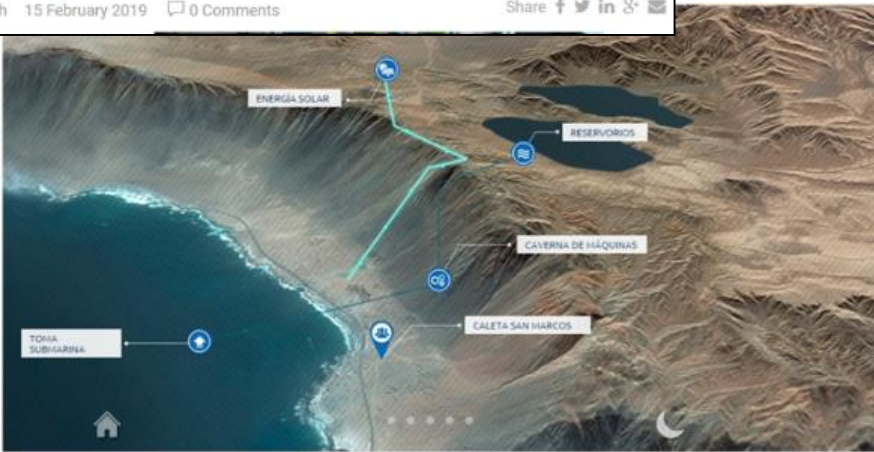 15 February 2019 0 Comments
Share
ENERGÍA SOLAR
RESERVORIOS
CAVERNA DE MÁQUINAS
CALETA SAN MARCOS
TOMA
SUBMARINA